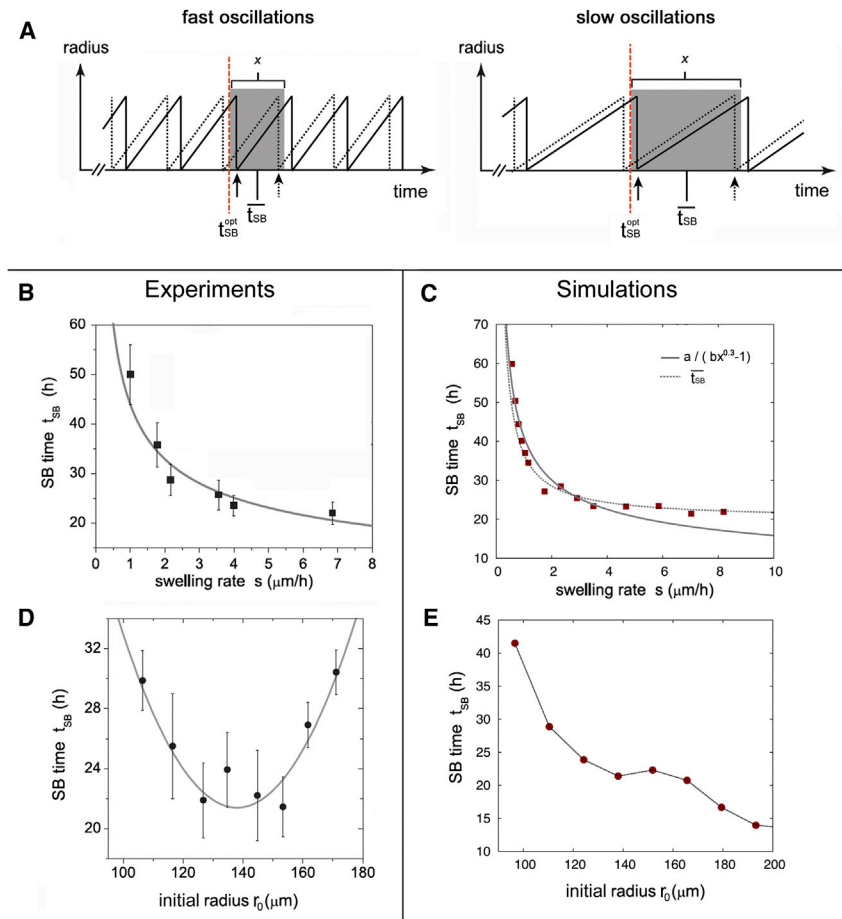 A
fast oscillations
slow oscillations
radius
x
time
t_SB^opt
t_SB
radius
x
time
t_SB^opt
t_SB
B
Experiments
60
50
40
30
20
0 1 2 3 4 5 6 7 8
SB time t_SB (h)
swelling rate s (μm/h)
C
Simulations
70
60
50
40
30
20
10
0 2 4 6 8 10
a / ( bx^0.3-1)
t_SB
SB time t_SB (h)
swelling rate s (μm/h)
D
32
28
24
22
100 120 140 160 180
SB time t_SB (h)
initial radius r_0(μm)
E
45
40
35
30
25
20
15
10
100 120 140 160 180 200
SB time t_SB (h)
initial radius r_0(μm)